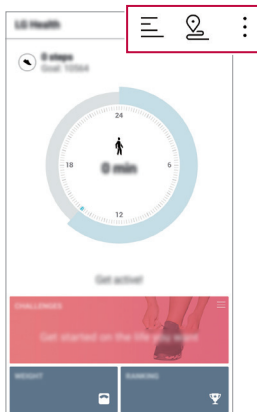 LG Health
0 steps
Goal: 10564
24
18
6
0 min
12
Get active!
CHALLENGES
Get started on the life you want
WEIGHT
RANKING